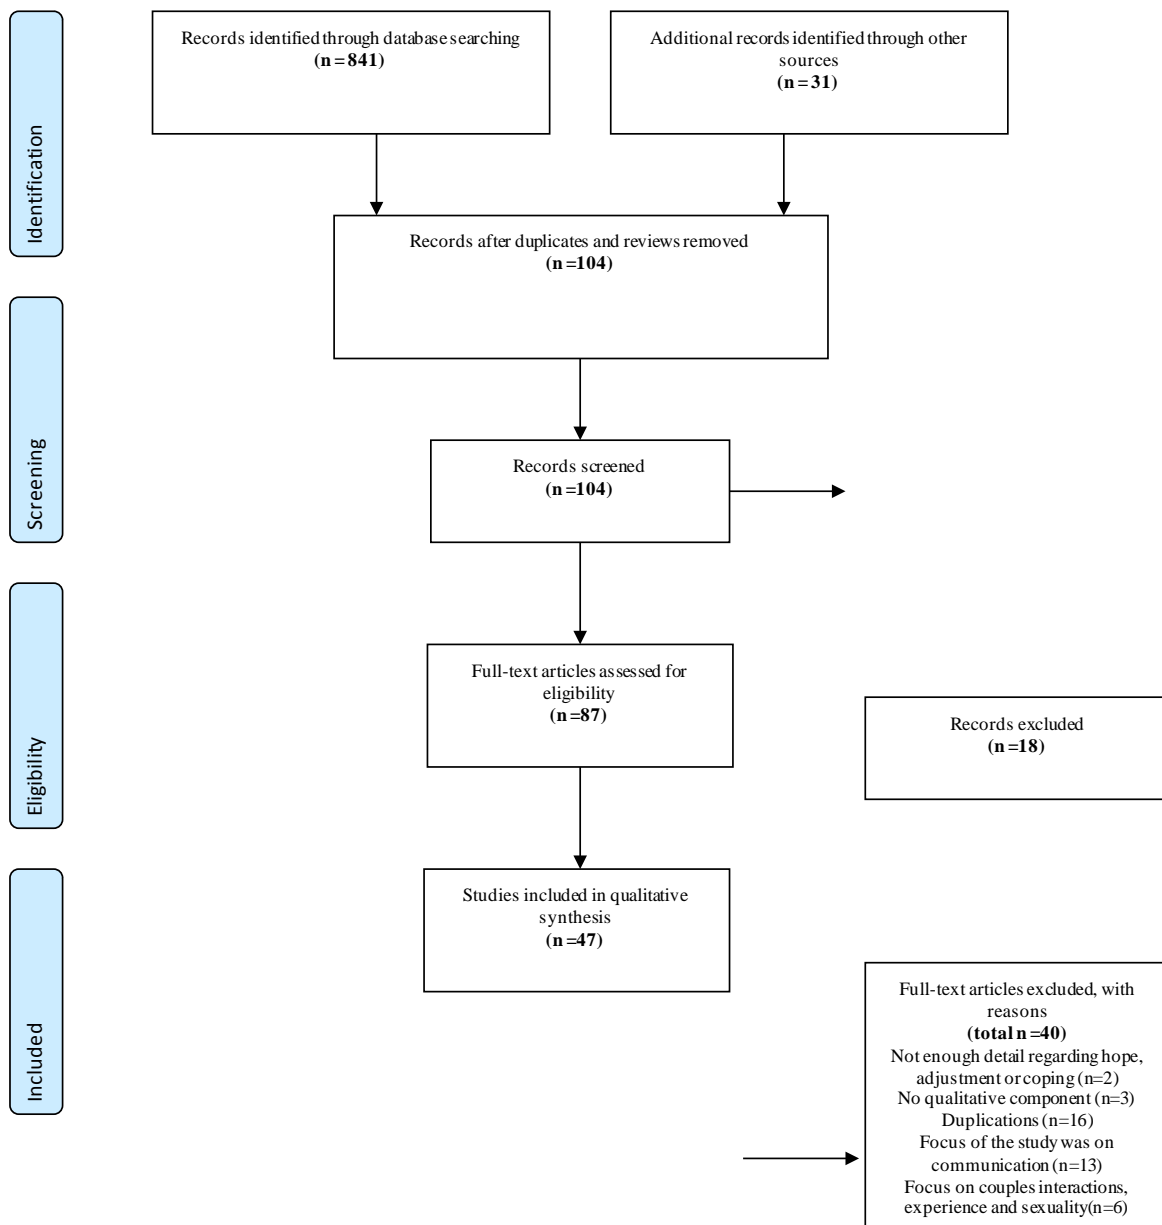 Identification
Records identified through database searching
(n = 841)
Additional records identified through other
sources
(n = 31)
Records after duplicates and reviews removed
(n =104)
Screening
Records screened
(n =104)
Eligibility
Full-text articles assessed for
eligibility
(n=87)
Records excluded
(n =18)
Included
Studies included in qualitative
synthesis
(n =47)
Full-text articles excluded, with
reasons
(total n =40)
Not enough detail regarding hope,
adjustment or coping (n=2)
No qualitative component (n=3)
Duplications (n=16)
Focus of the study was on
communication (n=13)
Focus on couples interactions,
experience and sexuality(n=6)